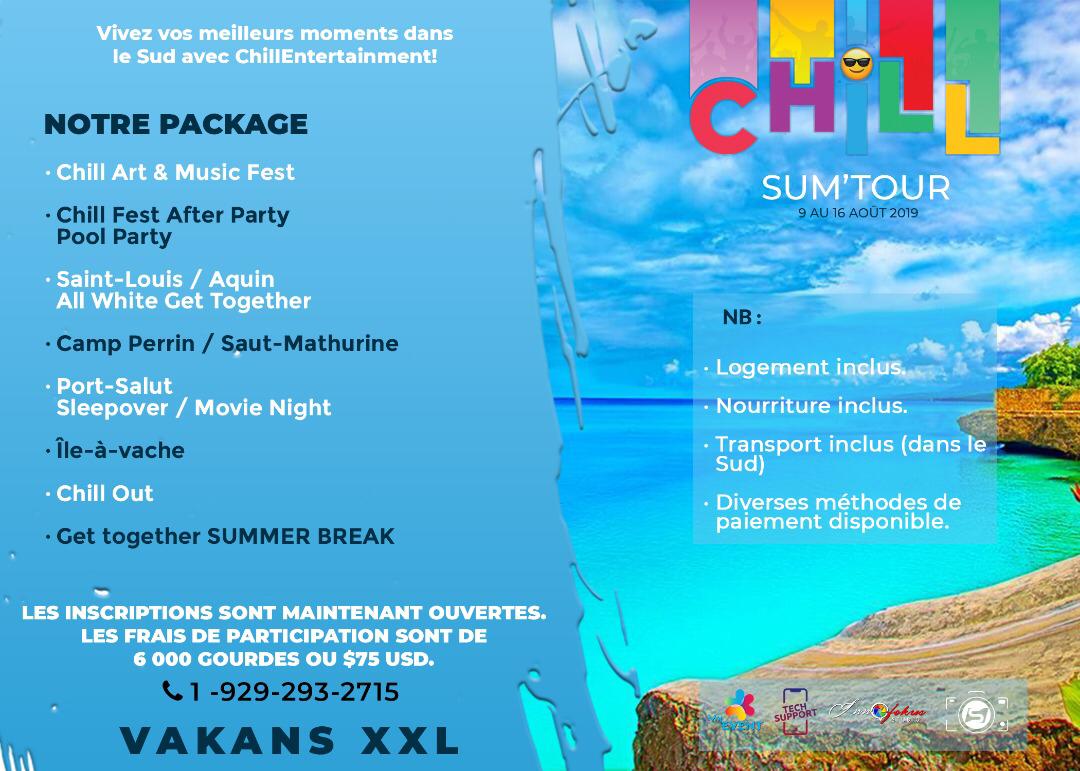 Vivez vos meilleurs moments dans
le Sud avec ChillEntertainment!
NOTRE PACKAGE
· Chill Art & Music Fest
· Chill Fest After Party
Pool Party
· Saint-Louis / Aquin
All White Get Together
· Camp Perrin / Saut-Mathurine
· Port-Salut
Sleepover / Movie Night
· Île-à-vache
· Chill Out
· Get together SUMMER BREAK
LES INSCRIPTIONS SONT MAINTENANT OUVERTES.
LES FRAIS DE PARTICIPATION SONT DE
6 000 GOURDES OU $75 USD.
1 -929-293-2715
VAKANS XXL
CHiLL
SUM'TOUR
9 AU 16 AOÛT 2019
NB :
· Logement inclus.
· Nourriture inclus.
· Transport inclus (dans le
Sud)
· Diverses méthodes de
paiement disponible.
EVENT
TECH
SUPPORT